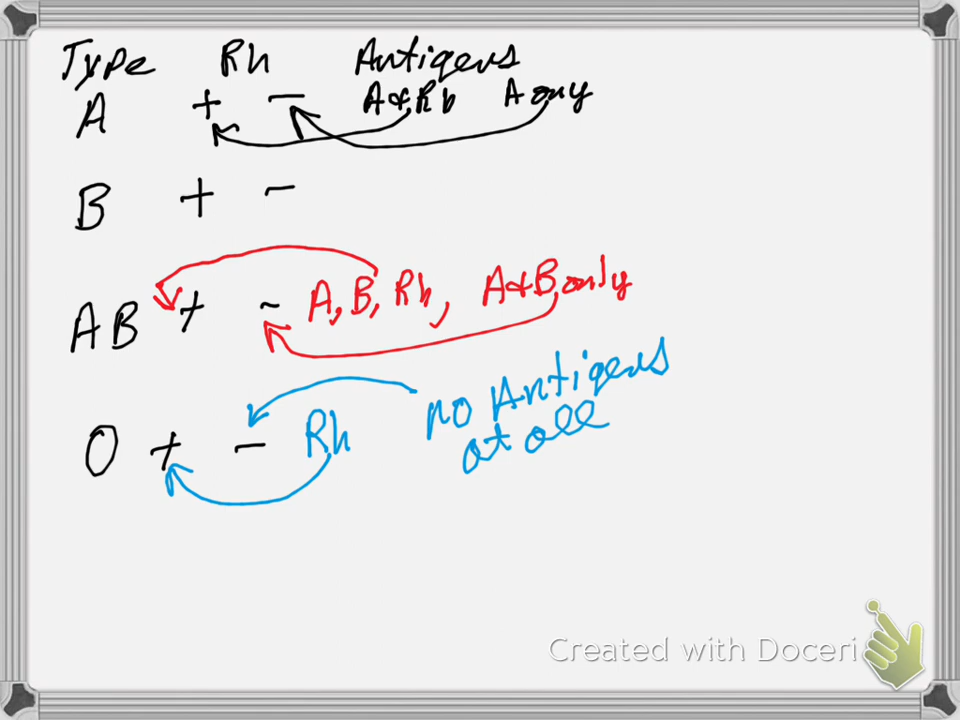 Type Rh Antigens
A + − A & Rh A only
B + −
AB + - A, B, Rh, A & B, only
O + − Rh no Antigens
at all
Created with Doceri